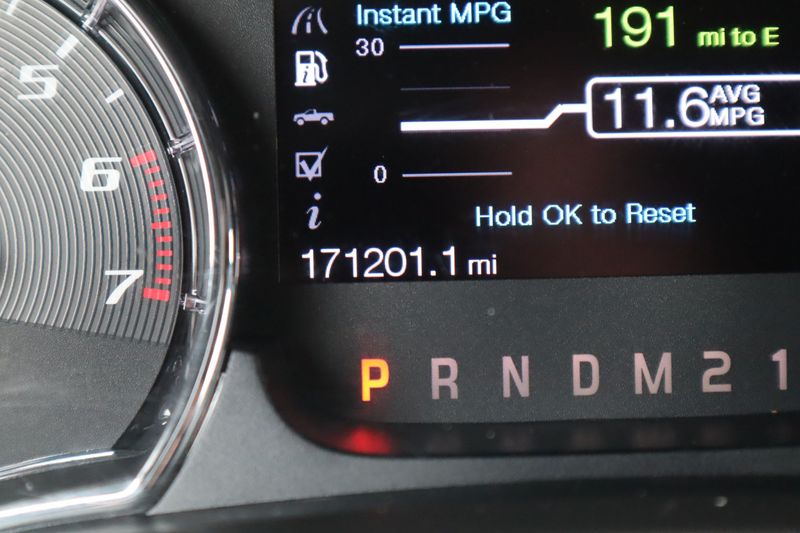 Instant MPG
191 mi to E
30
11.6 AVG MPG
0
Hold OK to Reset
171201.1 mi
5
6
7
P R N D M 2 1